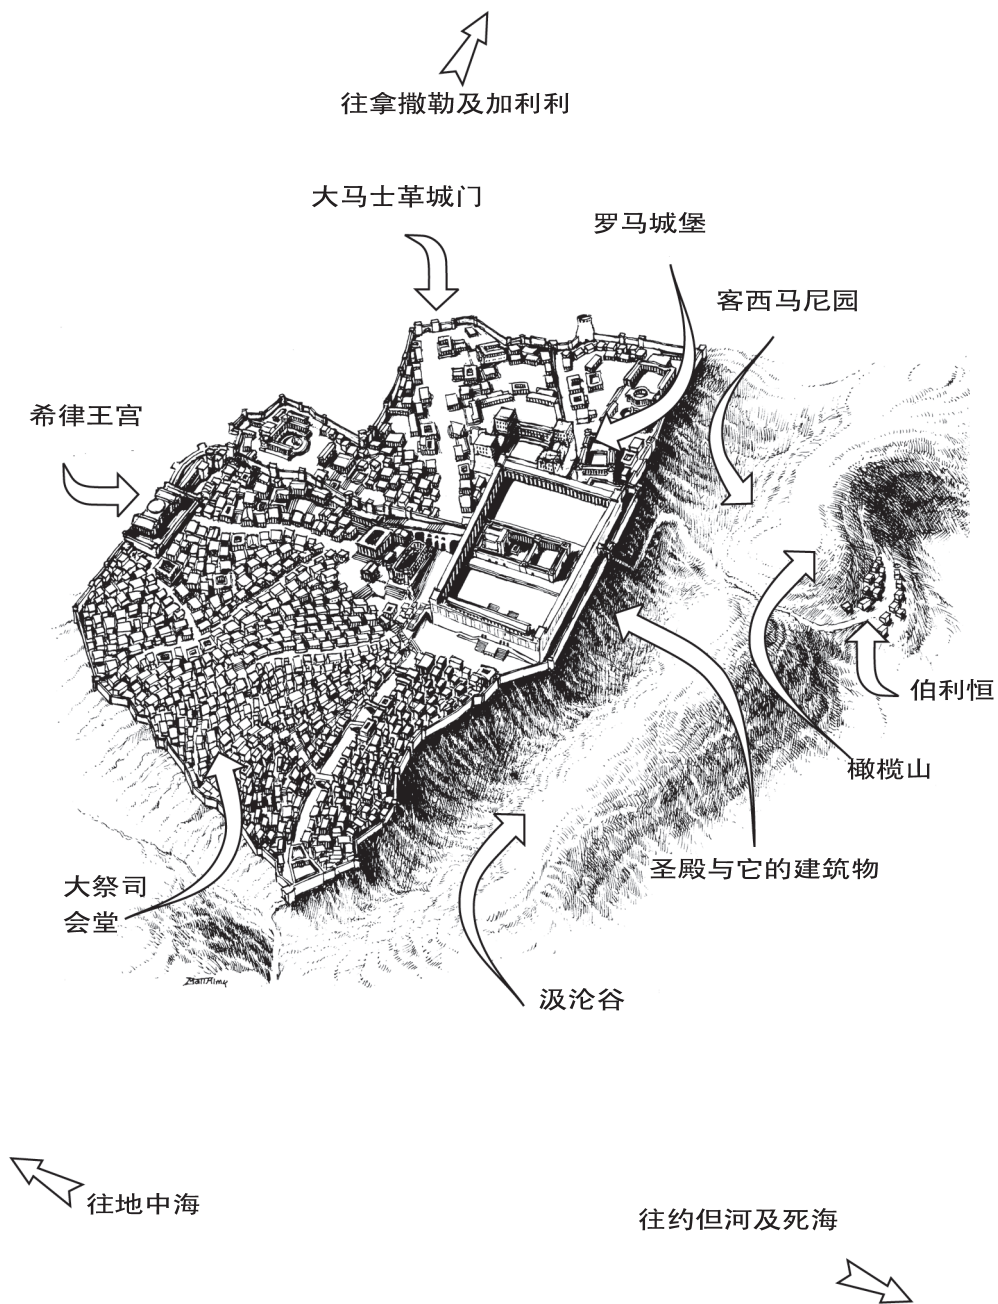 往拿撒勒及加利利
大马士革城门
罗马城堡
客西马尼园
希律王宫
伯利恒
橄榄山
圣殿与它的建筑物
大祭司
会堂
汲沦谷
往地中海
往约但河及死海